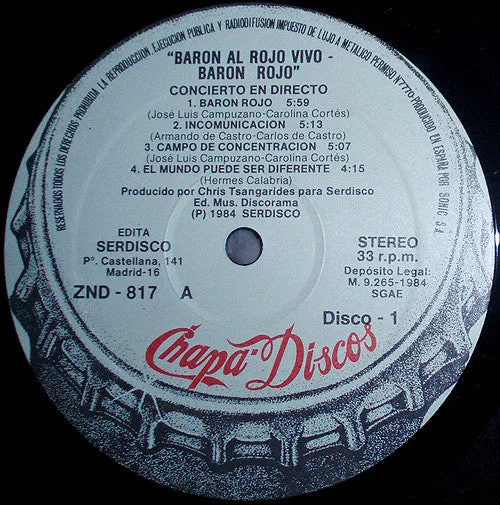 RESERVADOS TODOS LOS DERECHOS. PROHIBIDA LA REPRODUCCION, EJECUCION PUBLICA Y RADIODIFUSION IMPUESTO DE LUJO A METALICO PERMISO Nº 7770-PRODUCIDO EN ESPAÑA POR SONIC S.A
"BARON AL ROJO VIVO -
BARON ROJO"
CONCIERTO EN DIRECTO
1. BARON ROJO 5:59
(José Luis Campuzano-Carolina Cortés)
2. INCOMUNICACION 5:13
(Armando de Castro-Carlos de Castro)
3. CAMPO DE CONCENTRACION 5:07
(José Luis Campuzano-Carolina Cortés)
4. EL MUNDO PUEDE SER DIFERENTE 4:15
(Hermes Calabria)
Producido por Chris Tsangarides para Serdisco
Ed. Mus. Discorama
(P) 1984 SERDISCO
EDITA
SERDISCO
Pº. Castellana, 141
Madrid-16
ZND - 817 A
STEREO
33 r.p.m.
Depósito Legal:
M. 9.265-1984
SGAE
Disco - 1
Chapa-Discos